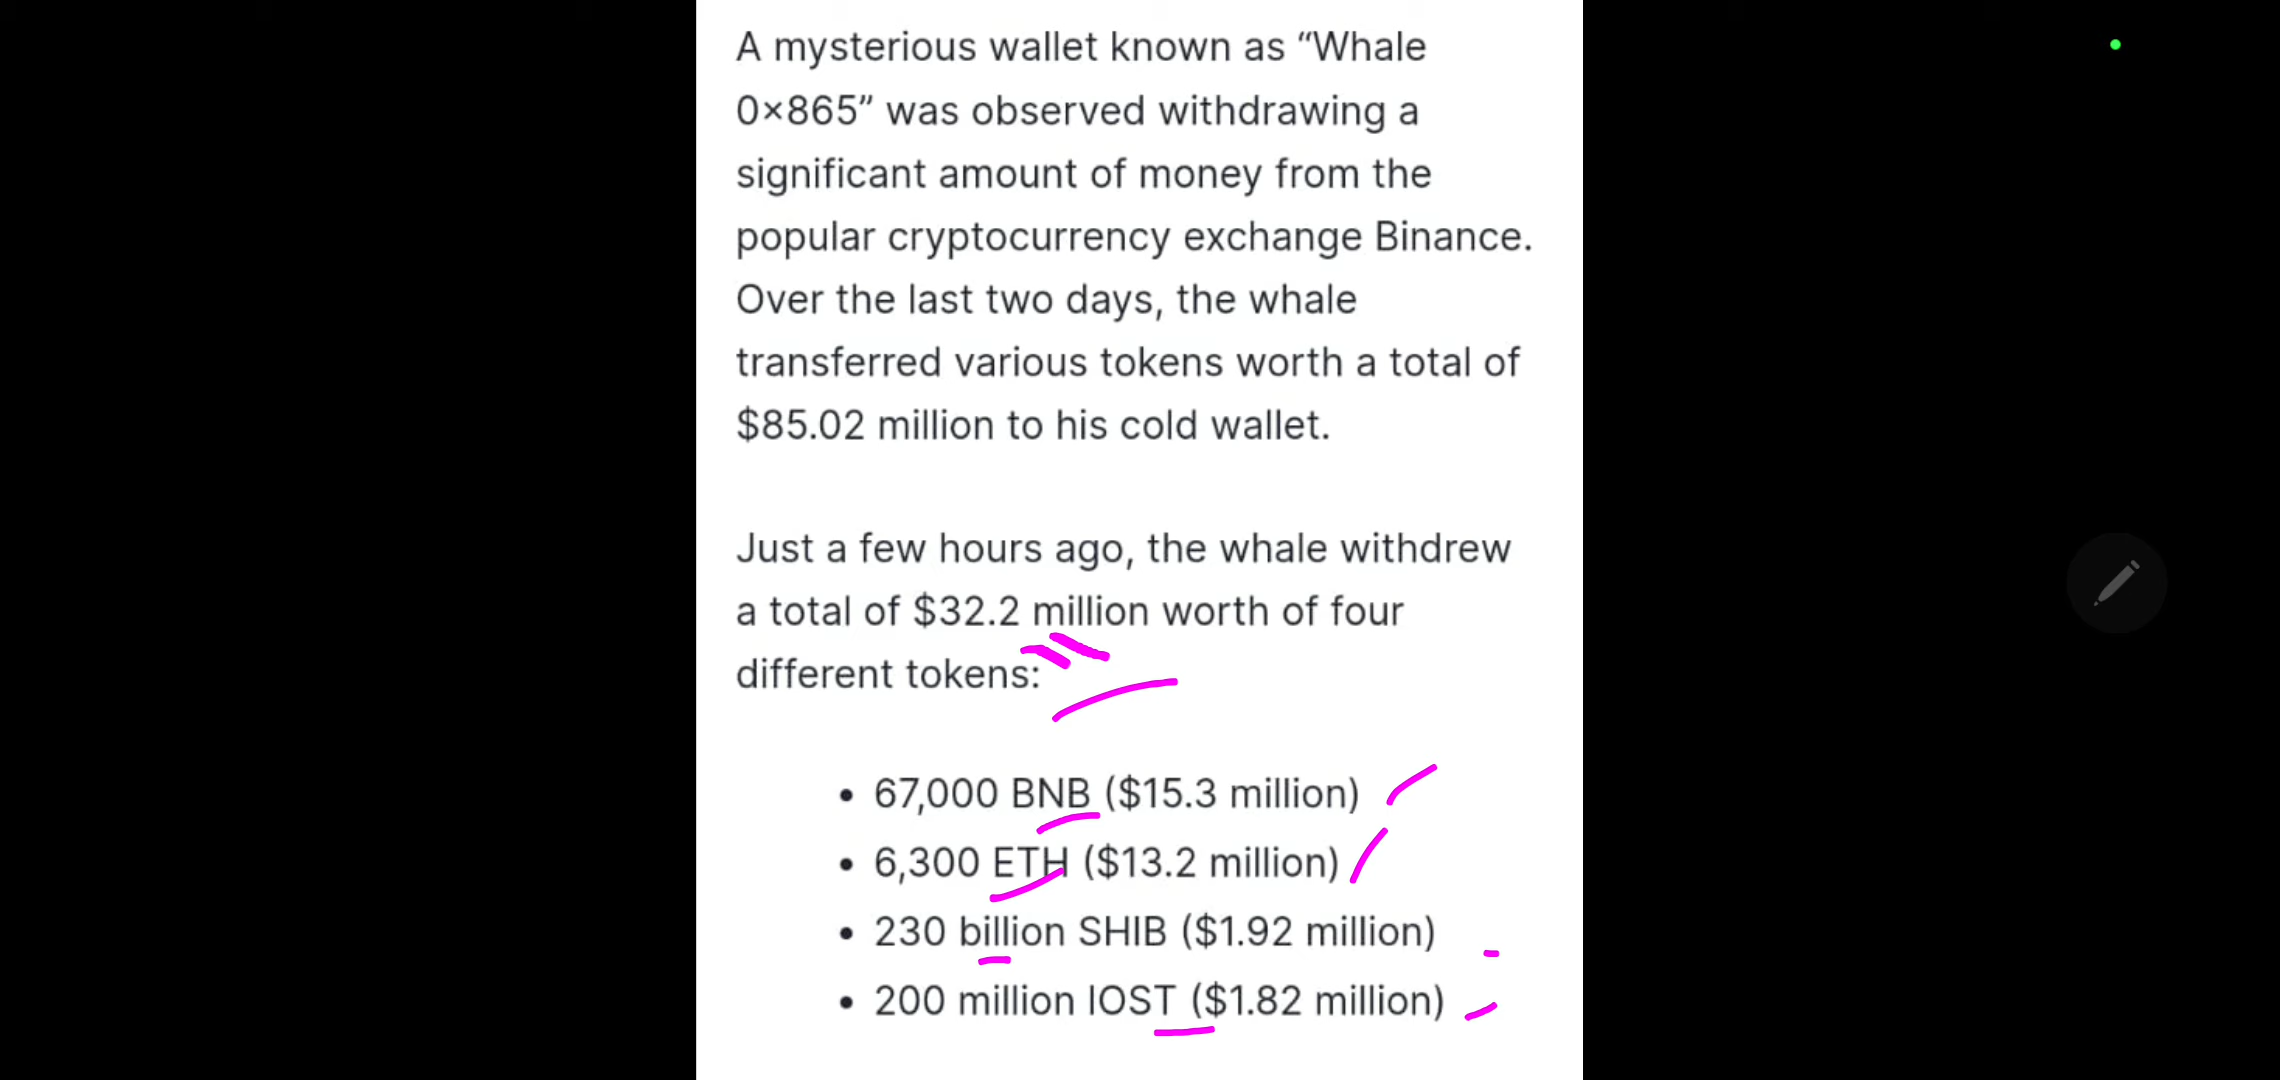 A mysterious wallet known as “Whale
0×865” was observed withdrawing a
significant amount of money from the
popular cryptocurrency exchange Binance.
Over the last two days, the whale
transferred various tokens worth a total of
$85.02 million to his cold wallet.
Just a few hours ago, the whale withdrew
a total of $32.2 million worth of four
different tokens:
• 67,000 BNB ($15.3 million)
• 6,300 ETH ($13.2 million)
• 230 billion SHIB ($1.92 million)
• 200 million IOST ($1.82 million)